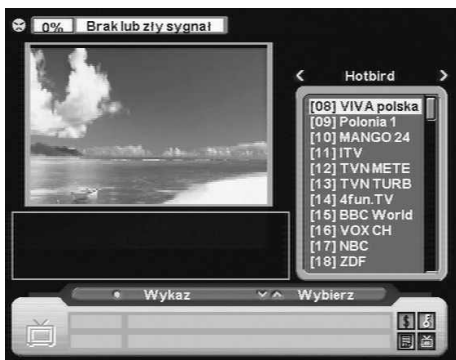 0% Brak lub zły sygnał
Hotbird
[08] VIVA polska
[09] Polonia 1
[10] MANGO 24
[11] ITV
[12] TVN METE
[13] TVN TURB
[14] 4fun.TV
[15] BBC World
[16] VOX CH
[17] NBC
[18] ZDF
Wykaz Wybierz